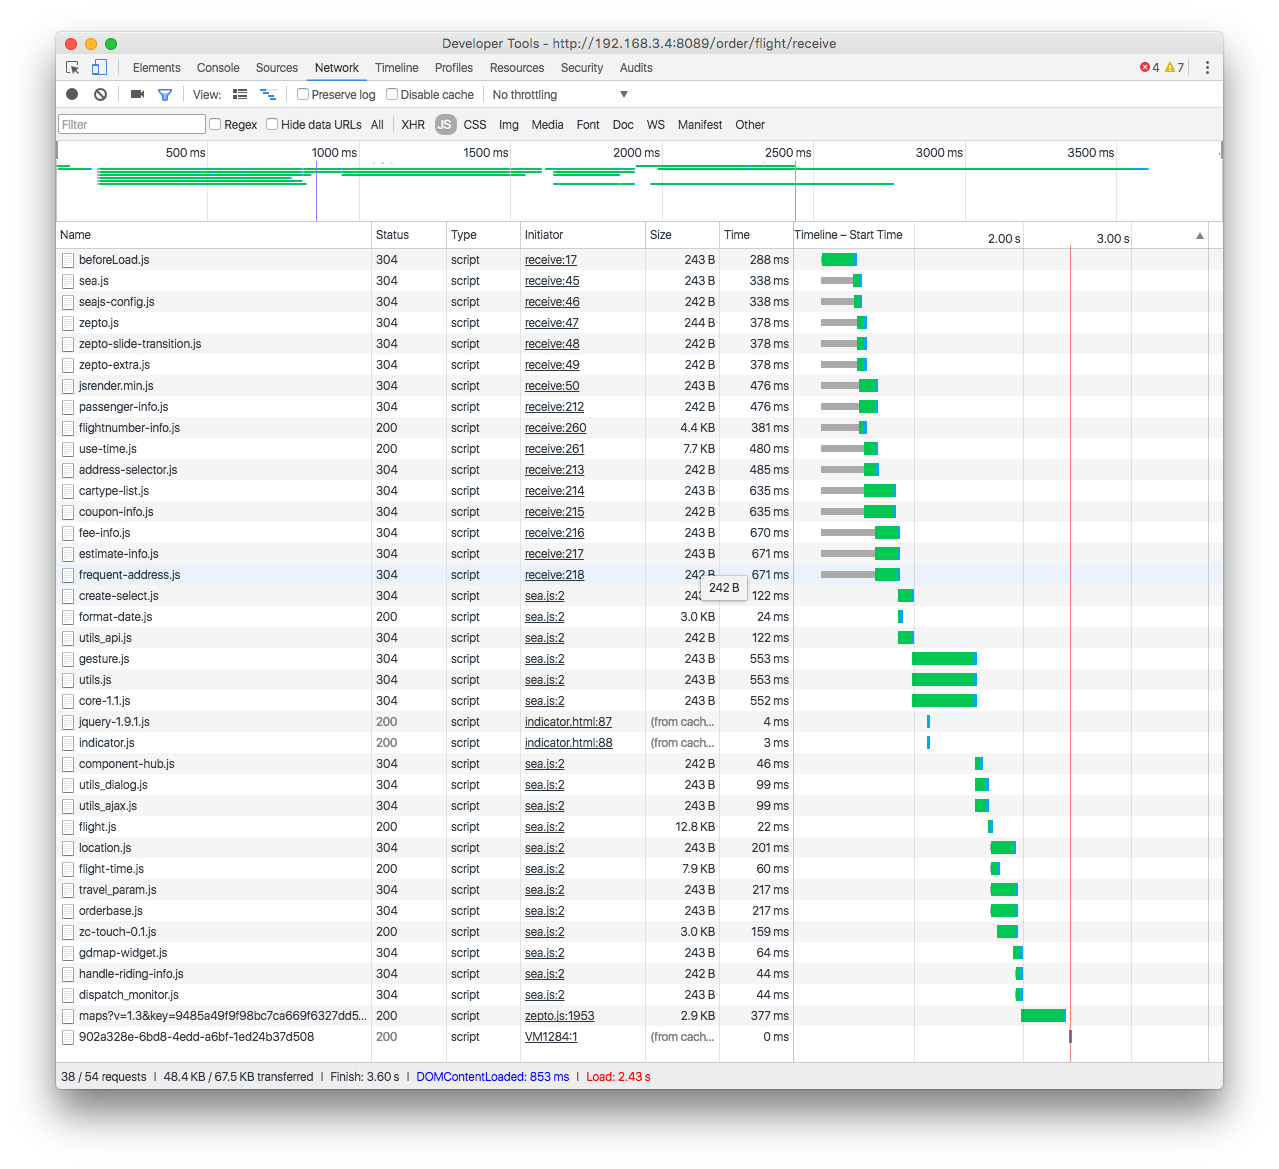 Developer Tools - http://192.168.3.4:8089/order/flight/receive
Elements Console Sources Network Timeline Profiles Resources Security Audits 4 7
View: Preserve log Disable cache No throttling
Filter Regex Hide data URLs All XHR JS CSS Img Media Font Doc WS Manifest Other
500 ms 1000 ms 1500 ms 2000 ms 2500 ms 3000 ms 3500 ms
Name Status Type Initiator Size Time Timeline – Start Time 2.00 s 3.00 s
beforeLoad.js 304 script receive:17 243 B 288 ms
sea.js 304 script receive:45 243 B 338 ms
seajs-config.js 304 script receive:46 242 B 338 ms
zepto.js 304 script receive:47 244 B 378 ms
zepto-slide-transition.js 304 script receive:48 242 B 378 ms
zepto-extra.js 304 script receive:49 242 B 378 ms
jsrender.min.js 304 script receive:50 243 B 476 ms
passenger-info.js 304 script receive:212 242 B 476 ms
flightnumber-info.js 200 script receive:260 4.4 KB 381 ms
use-time.js 200 script receive:261 7.7 KB 480 ms
address-selector.js 304 script receive:213 242 B 485 ms
cartype-list.js 304 script receive:214 243 B 635 ms
coupon-info.js 304 script receive:215 242 B 635 ms
fee-info.js 304 script receive:216 243 B 670 ms
estimate-info.js 304 script receive:217 243 B 671 ms
frequent-address.js 304 script receive:218 242 B 671 ms
242 B
create-select.js 304 script sea.js:2 243 122 ms
format-date.js 200 script sea.js:2 3.0 KB 24 ms
utils_api.js 304 script sea.js:2 242 B 122 ms
gesture.js 304 script sea.js:2 243 B 553 ms
utils.js 304 script sea.js:2 243 B 553 ms
core-1.1.js 304 script sea.js:2 243 B 552 ms
jquery-1.9.1.js 200 script indicator.html:87 (from cach... 4 ms
indicator.js 200 script indicator.html:88 (from cach... 3 ms
component-hub.js 304 script sea.js:2 242 B 46 ms
utils_dialog.js 304 script sea.js:2 243 B 99 ms
utils_ajax.js 304 script sea.js:2 243 B 99 ms
flight.js 200 script sea.js:2 12.8 KB 22 ms
location.js 304 script sea.js:2 243 B 201 ms
flight-time.js 200 script sea.js:2 7.9 KB 60 ms
travel_param.js 304 script sea.js:2 243 B 217 ms
orderbase.js 304 script sea.js:2 243 B 217 ms
zc-touch-0.1.js 200 script sea.js:2 3.0 KB 159 ms
gdmap-widget.js 304 script sea.js:2 243 B 64 ms
handle-riding-info.js 304 script sea.js:2 242 B 44 ms
dispatch_monitor.js 304 script sea.js:2 243 B 44 ms
maps?v=1.3&key=9485a49f9f98bc7ca669f6327dd5... 200 script zepto.js:1953 2.9 KB 377 ms
902a328e-6bd8-4edd-a6bf-1ed24b37d508 200 script VM1284:1 (from cach... 0 ms
38 / 54 requests | 48.4 KB / 67.5 KB transferred | Finish: 3.60 s | DOMContentLoaded: 853 ms | Load: 2.43 s